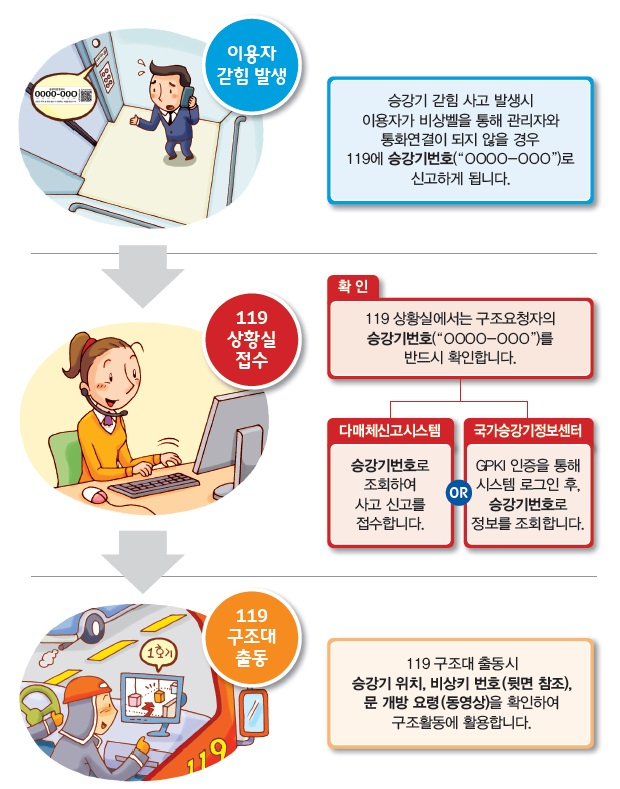 이용자
갇힘 발생
OOOO-OOO
승강기 갇힘 사고 발생시
이용자가 비상벨을 통해 관리자와
통화연결이 되지 않을 경우
119에 승강기번호(“OOOO-OOO”)로
신고하게 됩니다.
119
상황실
접수
확 인
119 상황실에서는 구조요청자의
승강기번호(“OOOO-OOO”)를
반드시 확인합니다.
다매체신고시스템
승강기번호로
조회하여
사고 신고를
접수합니다.
OR
국가승강기정보센터
GPKI 인증을 통해
시스템 로그인 후,
승강기번호로
정보를 조회합니다.
119
구조대
출동
1호기
119
119 구조대 출동시
승강기 위치, 비상키 번호(뒷면 참조),
문 개방 요령(동영상)을 확인하여
구조활동에 활용합니다.